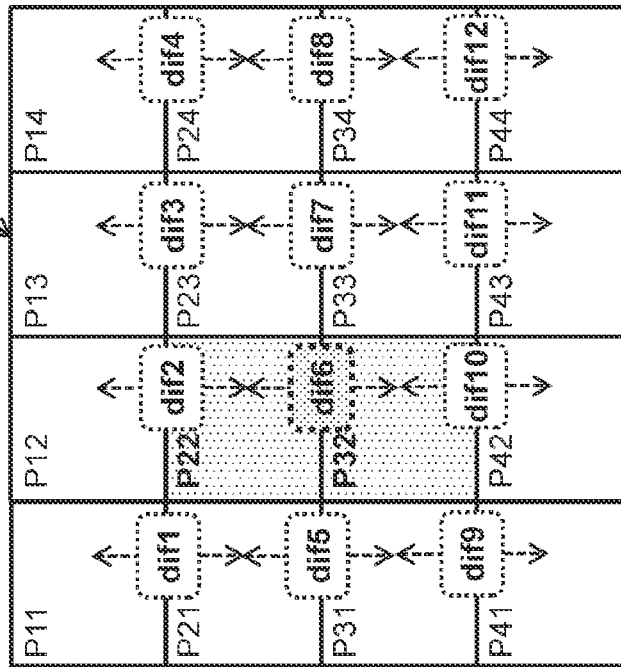 P11 P12 P13 P14
dif1 dif2 dif3 dif4
P21 P22 P23 P24
dif5 dif6 dif7 dif8
P31 P32 P33 P34
dif9 dif10 dif11 dif12
P41 P42 P43 P44